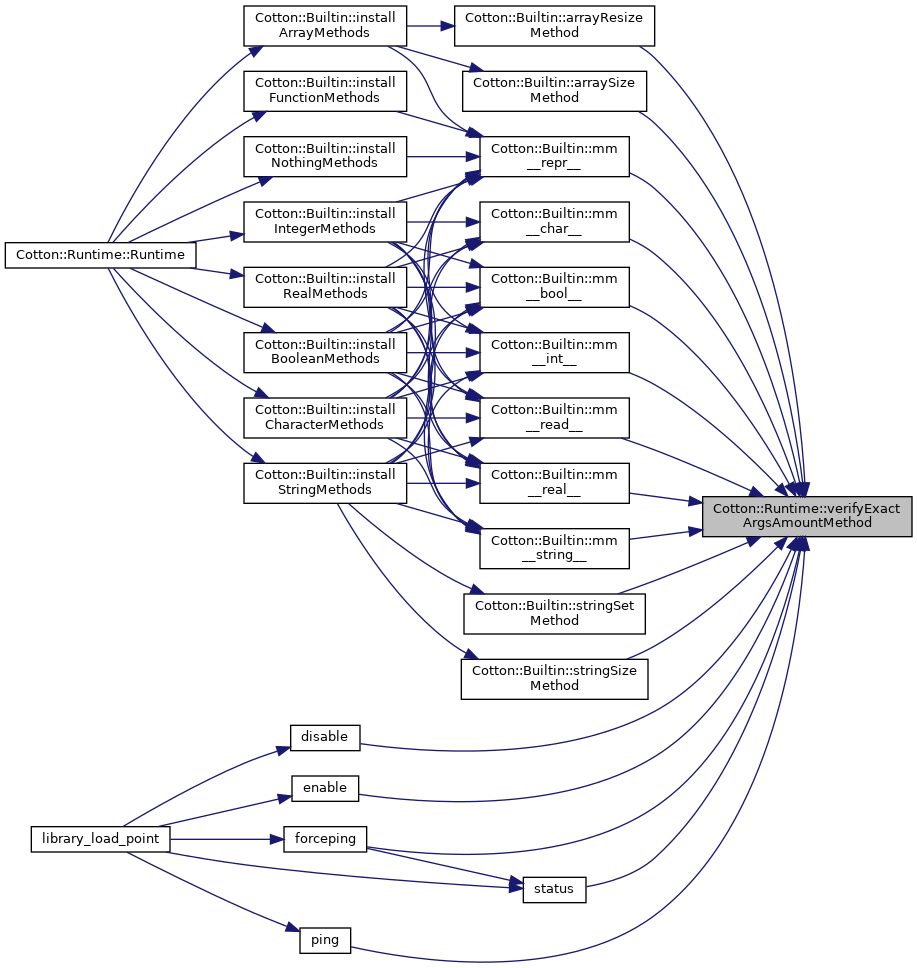 Cotton::Builtin::install
ArrayMethods
Cotton::Builtin::arrayResize
Method
Cotton::Builtin::arraySize
Method
Cotton::Builtin::install
FunctionMethods
Cotton::Builtin::install
NothingMethods
Cotton::Builtin::mm
__repr__
Cotton::Builtin::install
IntegerMethods
Cotton::Builtin::mm
__char__
Cotton::Runtime::Runtime
Cotton::Builtin::install
RealMethods
Cotton::Builtin::mm
__bool__
Cotton::Builtin::install
BooleanMethods
Cotton::Builtin::mm
__int__
Cotton::Builtin::install
CharacterMethods
Cotton::Builtin::mm
__read__
Cotton::Builtin::install
StringMethods
Cotton::Builtin::mm
__real__
Cotton::Runtime::verifyExact
ArgsAmountMethod
Cotton::Builtin::mm
__string__
Cotton::Builtin::stringSet
Method
Cotton::Builtin::stringSize
Method
disable
enable
library_load_point
forceping
status
ping